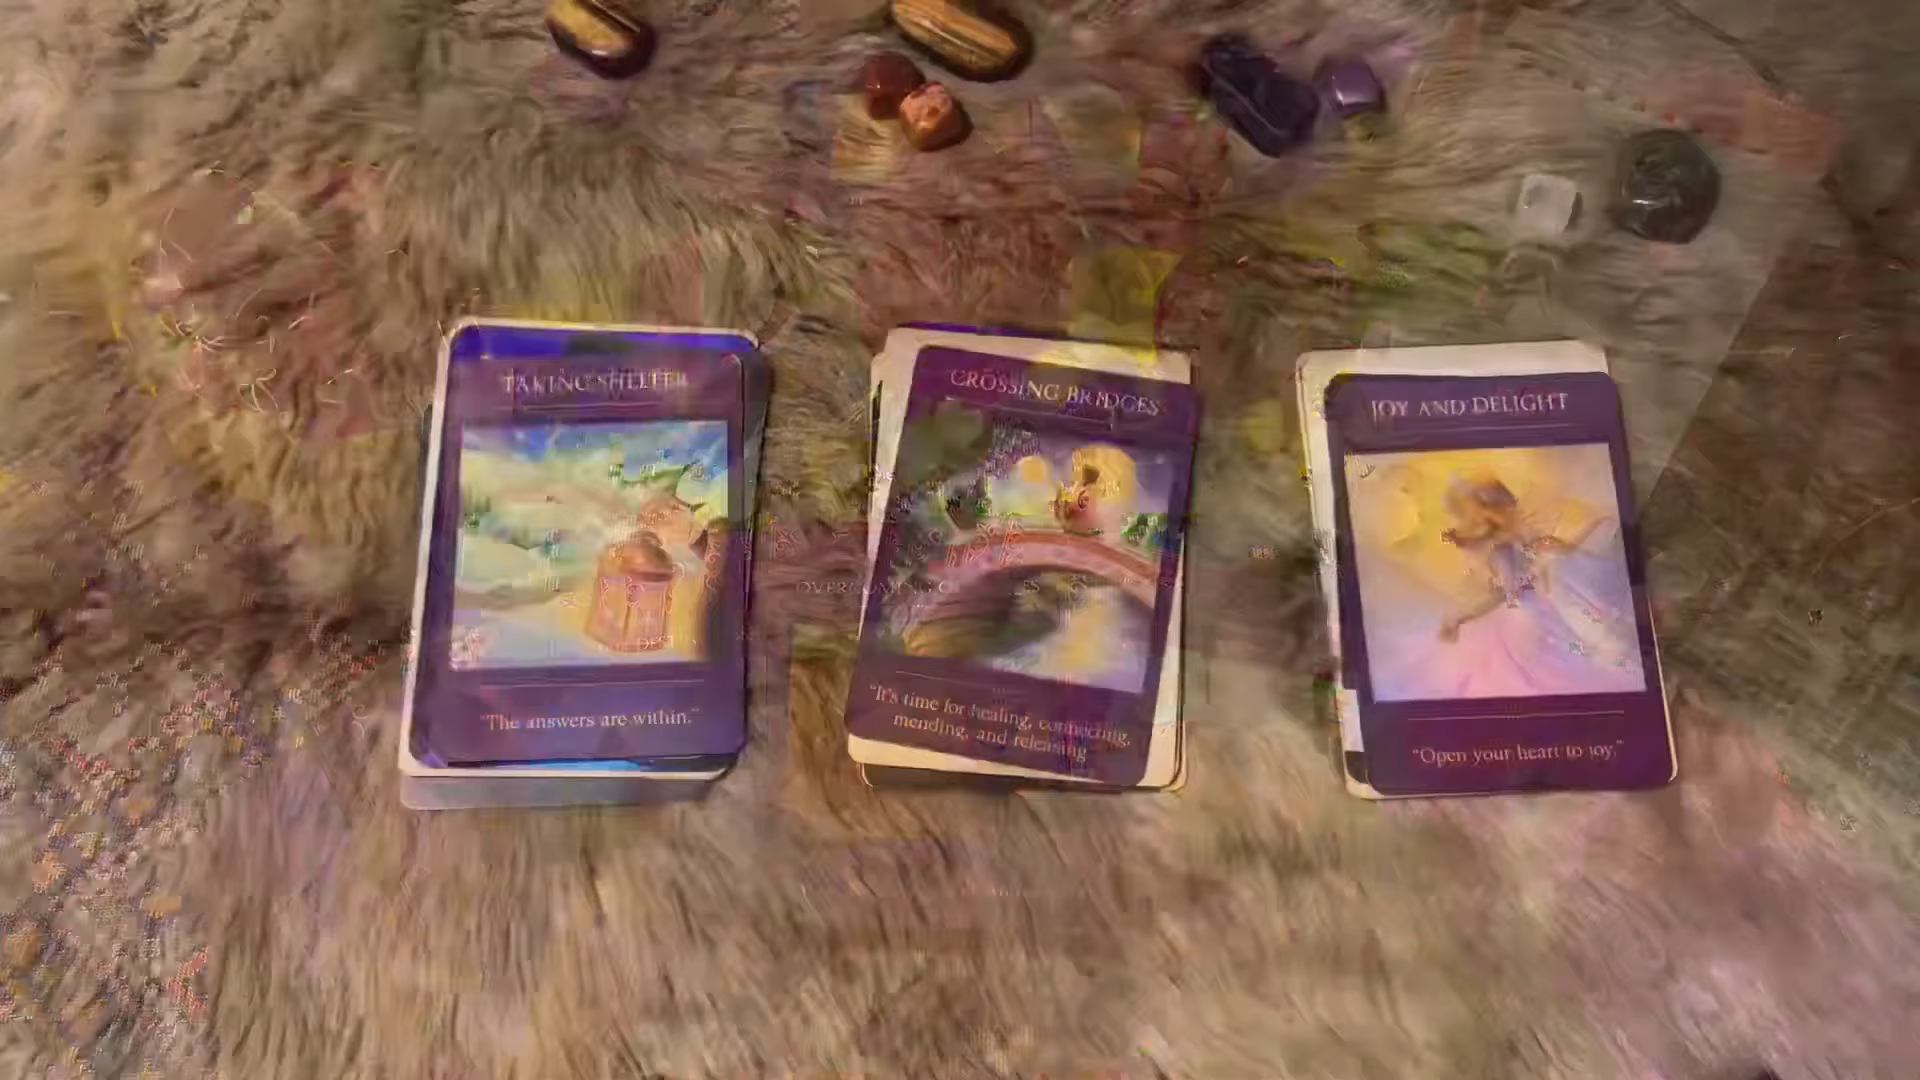 TAKING SHELTER
"The answers are within."
CROSSING BRIDGES
OVERCOMING
"It's time for healing, connecting,
mending, and releasing
JOY AND DELIGHT
"Open your heart to joy."